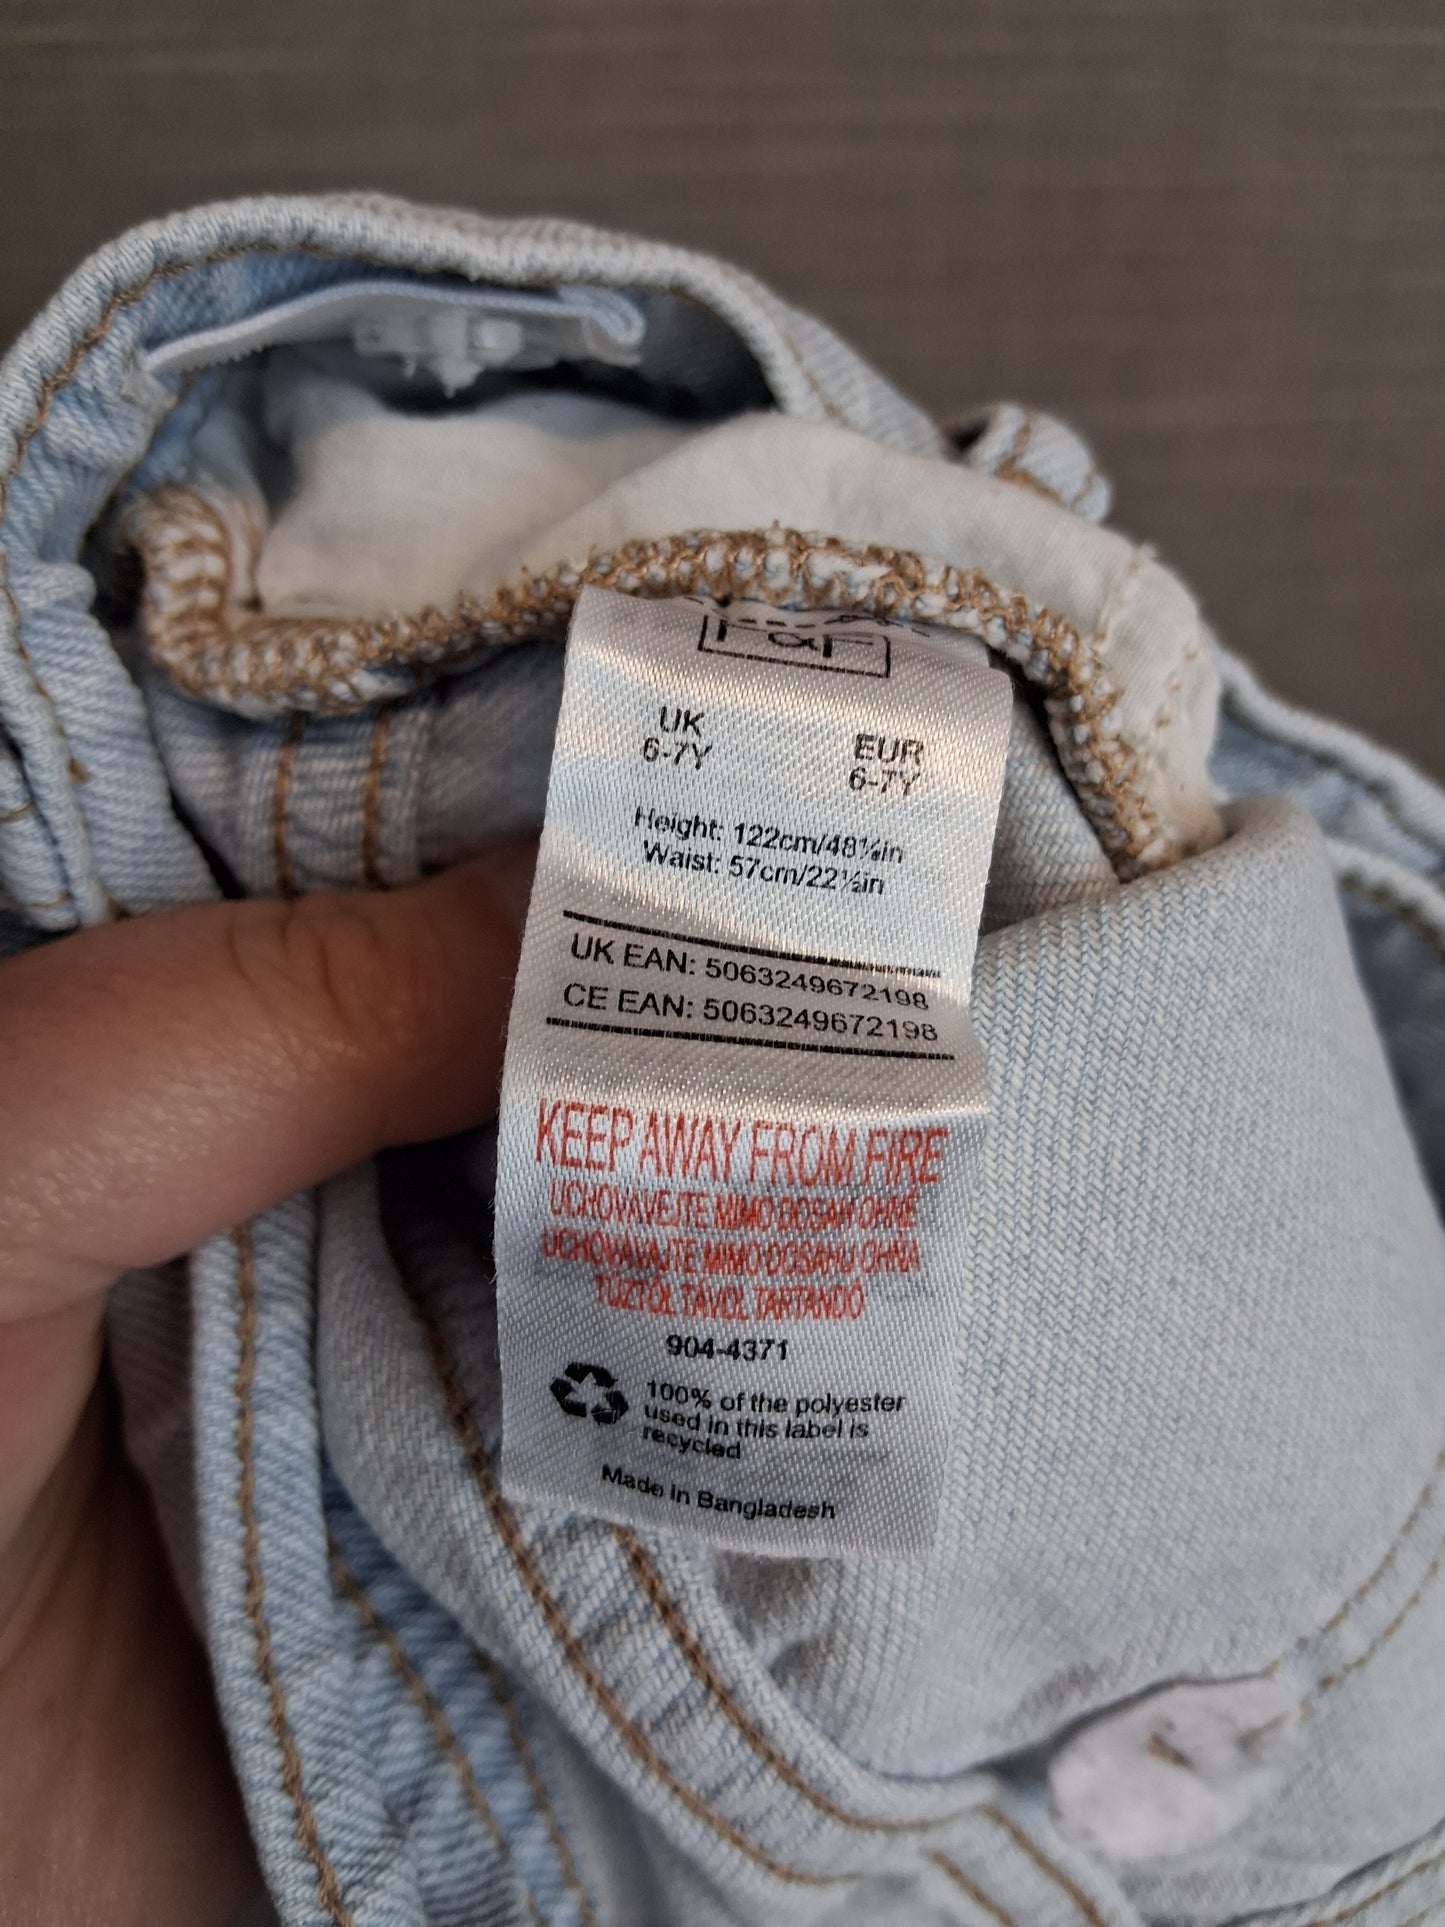 F&F
UK
6-7Y
EUR
6-7Y
Height: 122cm/48½in
Waist: 57cm/22½in
UK EAN: 5063249672198
CE EAN: 5063249672198
KEEP AWAY FROM FIRE
UCHOVÁVEJTE MIMO DOSAH OHNĚ
UCHOVÁVAJTE MIMO DOSAHU OHŇA
TŰZTŐL TÁVOL TARTANDÓ
904-4371
100% of the polyester
used in this label is
recycled
Made in Bangladesh